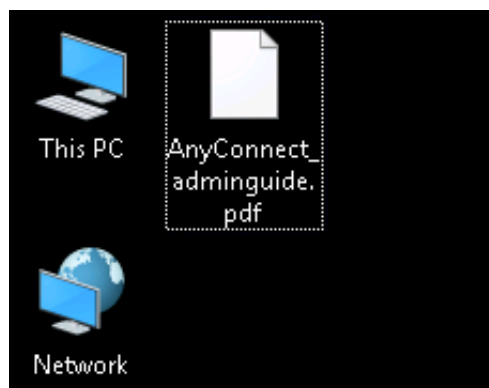 This PC
AnyConnect_
adminguide.
pdf
Network